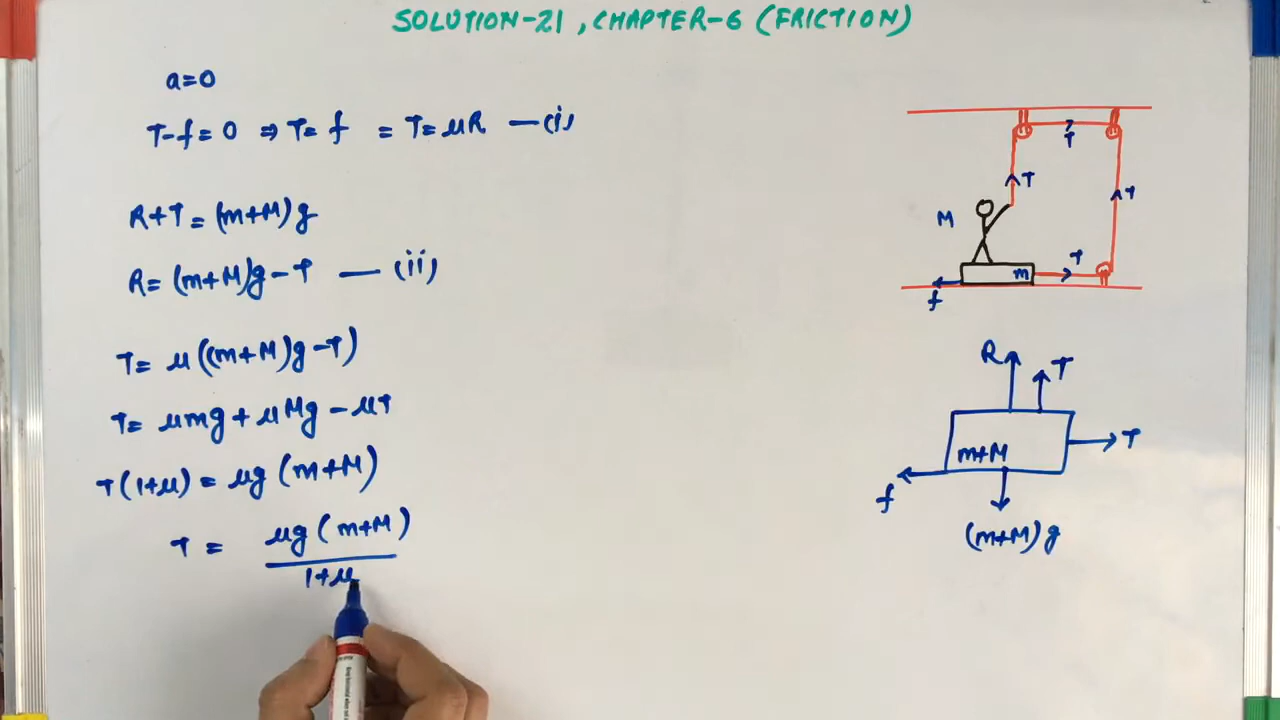 SOLUTION-21, CHAPTER-6 (FRICTION)
a=0
T-f=0 ⇒ T=f = T=μR —(i)
R+T=(m+M)g
R=(m+M)g-T — (ii)
T= μ((m+M)g-T)
T= μmg+μMg-μT
T(1+μ) = μg(m+M)
T = μg(m+M)
1+μ
T
T
T
M
m
T
f
R
T
m+M
T
f
(m+M)g